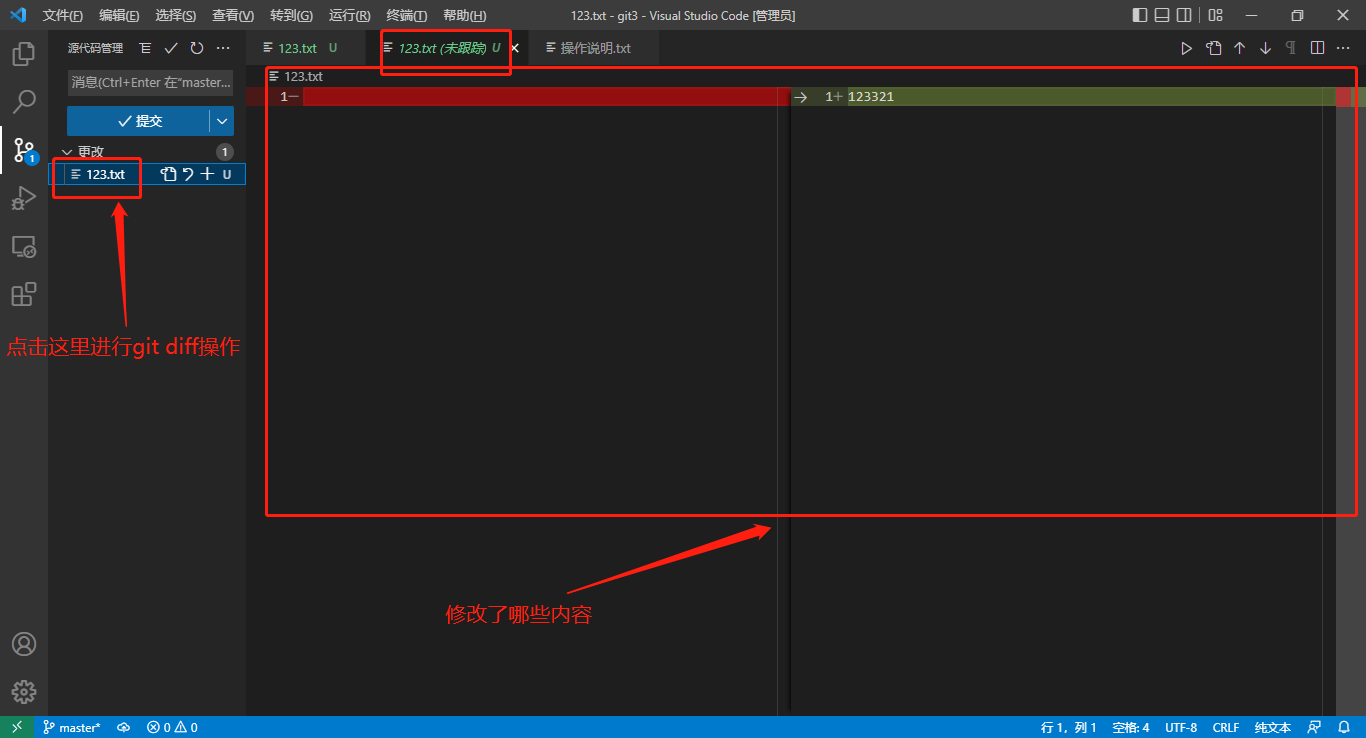 文件(F) 编辑(E) 选择(S) 查看(V) 转到(G) 运行(R) 终端(T) 帮助(H) 123.txt - git3 - Visual Studio Code [管理员]
源代码管理 123.txt U 123.txt (未跟踪) U 操作说明.txt
123.txt
消息(Ctrl+Enter 在"master...
1 1+ 123321
提交
更改 1
1
123.txt U
点击这里进行git diff操作
修改了哪些内容
master* 0 0 行 1，列 1 空格: 4 UTF-8 CRLF 纯文本